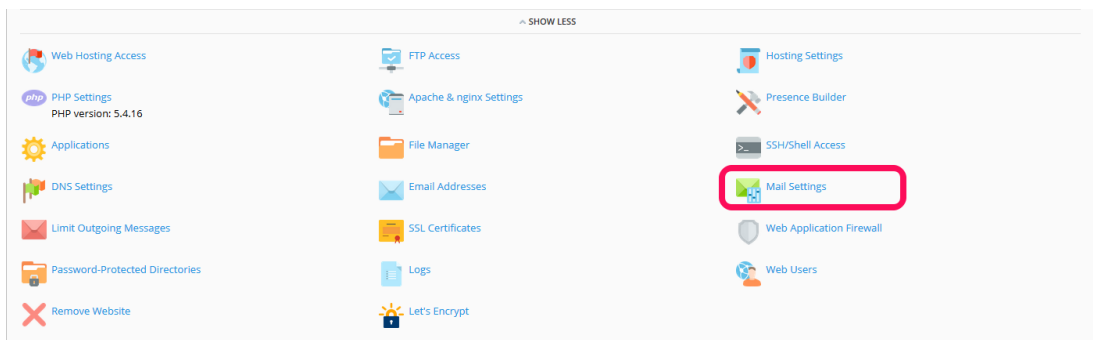 SHOW LESS
Web Hosting Access
FTP Access
Hosting Settings
php PHP Settings
PHP version: 5.4.16
Apache & nginx Settings
Presence Builder
Applications
File Manager
SSH/Shell Access
DNS Settings
Email Addresses
Mail Settings
Limit Outgoing Messages
SSL Certificates
Web Application Firewall
Password-Protected Directories
Logs
Web Users
Remove Website
Let's Encrypt